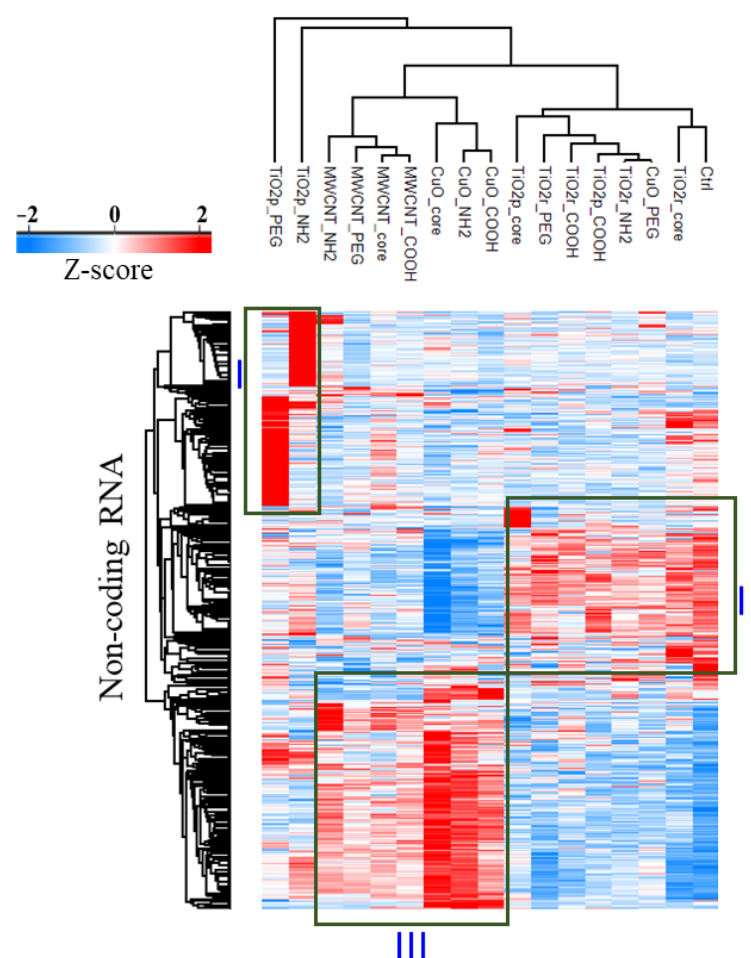 TiO2p_PEG
TiO2p_NH2
MWCNT_NH2
MWCNT_PEG
MWCNT_core
MWCNT_COOH
CuO_core
CuO_NH2
CuO_COOH
TiO2p_core
TiO2r_PEG
TiO2r_COOH
TiO2p_COOH
TiO2r_NH2
CuO_PEG
TiO2r_core
Ctrl
−2 0 2
Z-score
I
Non-coding RNA
I
III